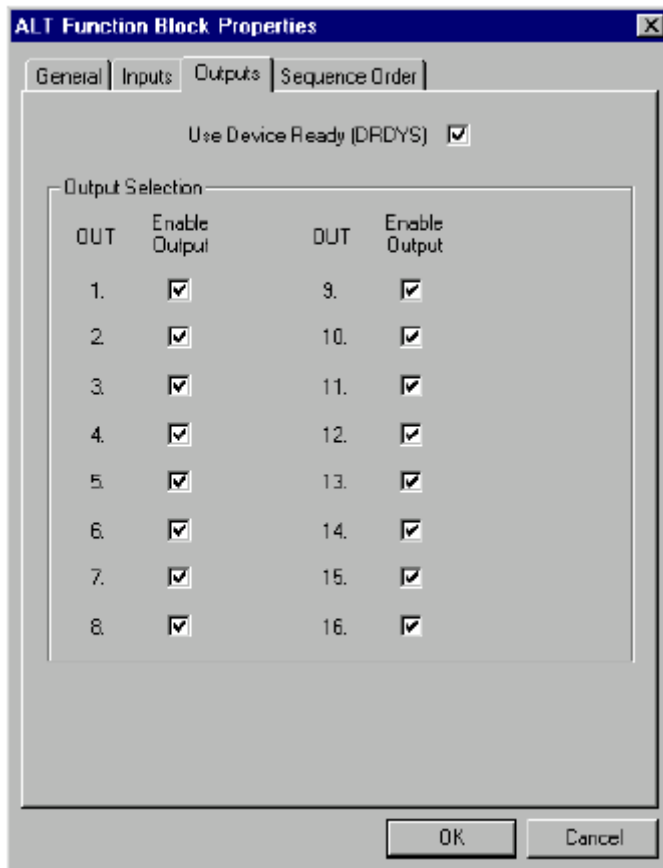 ALT Function Block Properties
General Inputs Outputs Sequence Order
Use Device Ready (DRDYS)
Output Selection
OUT Enable Output OUT Enable Output
1. 9.
2. 10.
3. 11.
4. 12.
5. 13.
6. 14.
7. 15.
8. 16.
OK Cancel